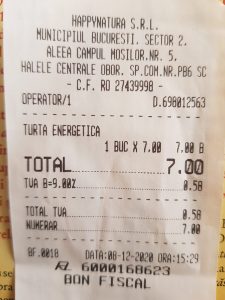 HAPPYNATURA S.R.L.
MUNICIPIUL BUCURESTI, SECTOR 2,
ALEEA CAMPUL MOSILOR,NR. 5,
HALELE CENTRALE OBOR, SP.COM.NR.PB6 SC
- C.F. RO 27439998 -
OPERATOR/1 D.698012563
TURTA ENERGETICA
1 BUC X 7.00 7.00 B
TOTAL 7.00
TVA B=9.00% 0.58
TOTAL TVA 0.58
NUMERAR 7.00
BF.0018 DATA:08-12-2020 ORA:15:29
6000168623
BON FISCAL